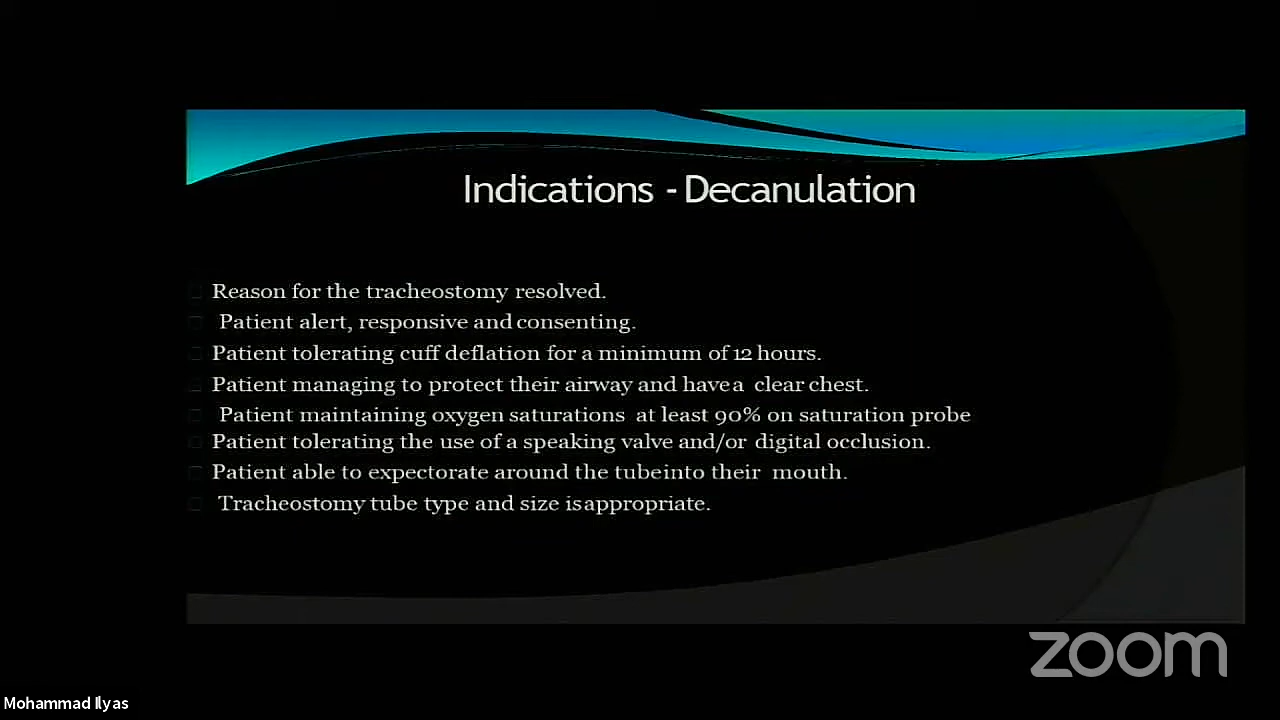 Indications - Decanulation
Reason for the tracheostomy resolved.
Patient alert, responsive and consenting.
Patient tolerating cuff deflation for a minimum of 12 hours.
Patient managing to protect their airway and have a clear chest.
Patient maintaining oxygen saturations at least 90% on saturation probe
Patient tolerating the use of a speaking valve and/or digital occlusion.
Patient able to expectorate around the tubeinto their mouth.
Tracheostomy tube type and size isappropriate.
zoom
Mohammad Ilyas